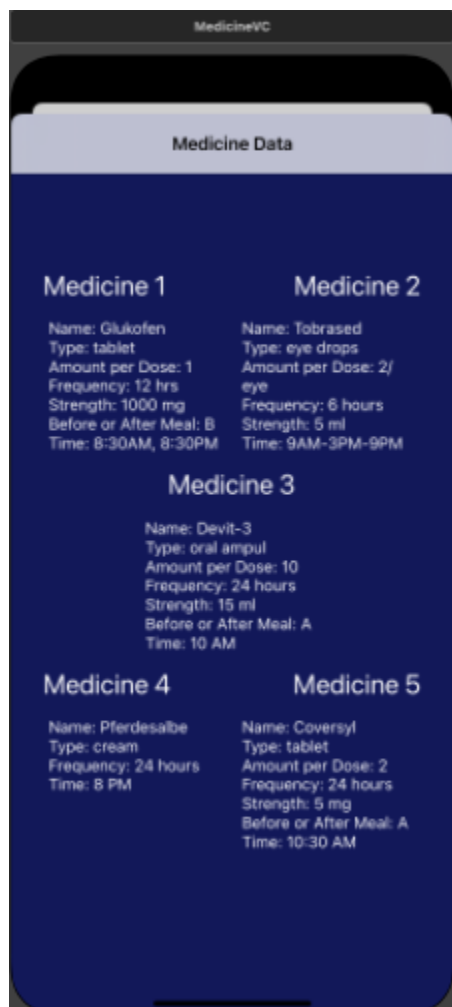 MedicineVC
Medicine Data
Medicine 1
Name: Glukofen
Type: tablet
Amount per Dose: 1
Frequency: 12 hrs
Strength: 1000 mg
Before or After Meal: B
Time: 8:30AM, 8:30PM
Medicine 2
Name: Tobrased
Type: eye drops
Amount per Dose: 2/
eye
Frequency: 6 hours
Strength: 5 ml
Time: 9AM-3PM-9PM
Medicine 3
Name: Devit-3
Type: oral ampul
Amount per Dose: 10
Frequency: 24 hours
Strength: 15 ml
Before or After Meal: A
Time: 10 AM
Medicine 4
Name: Pferdesalbe
Type: cream
Frequency: 24 hours
Time: 8 PM
Medicine 5
Name: Coversyl
Type: tablet
Amount per Dose: 2
Frequency: 24 hours
Strength: 5 mg
Before or After Meal: A
Time: 10:30 AM